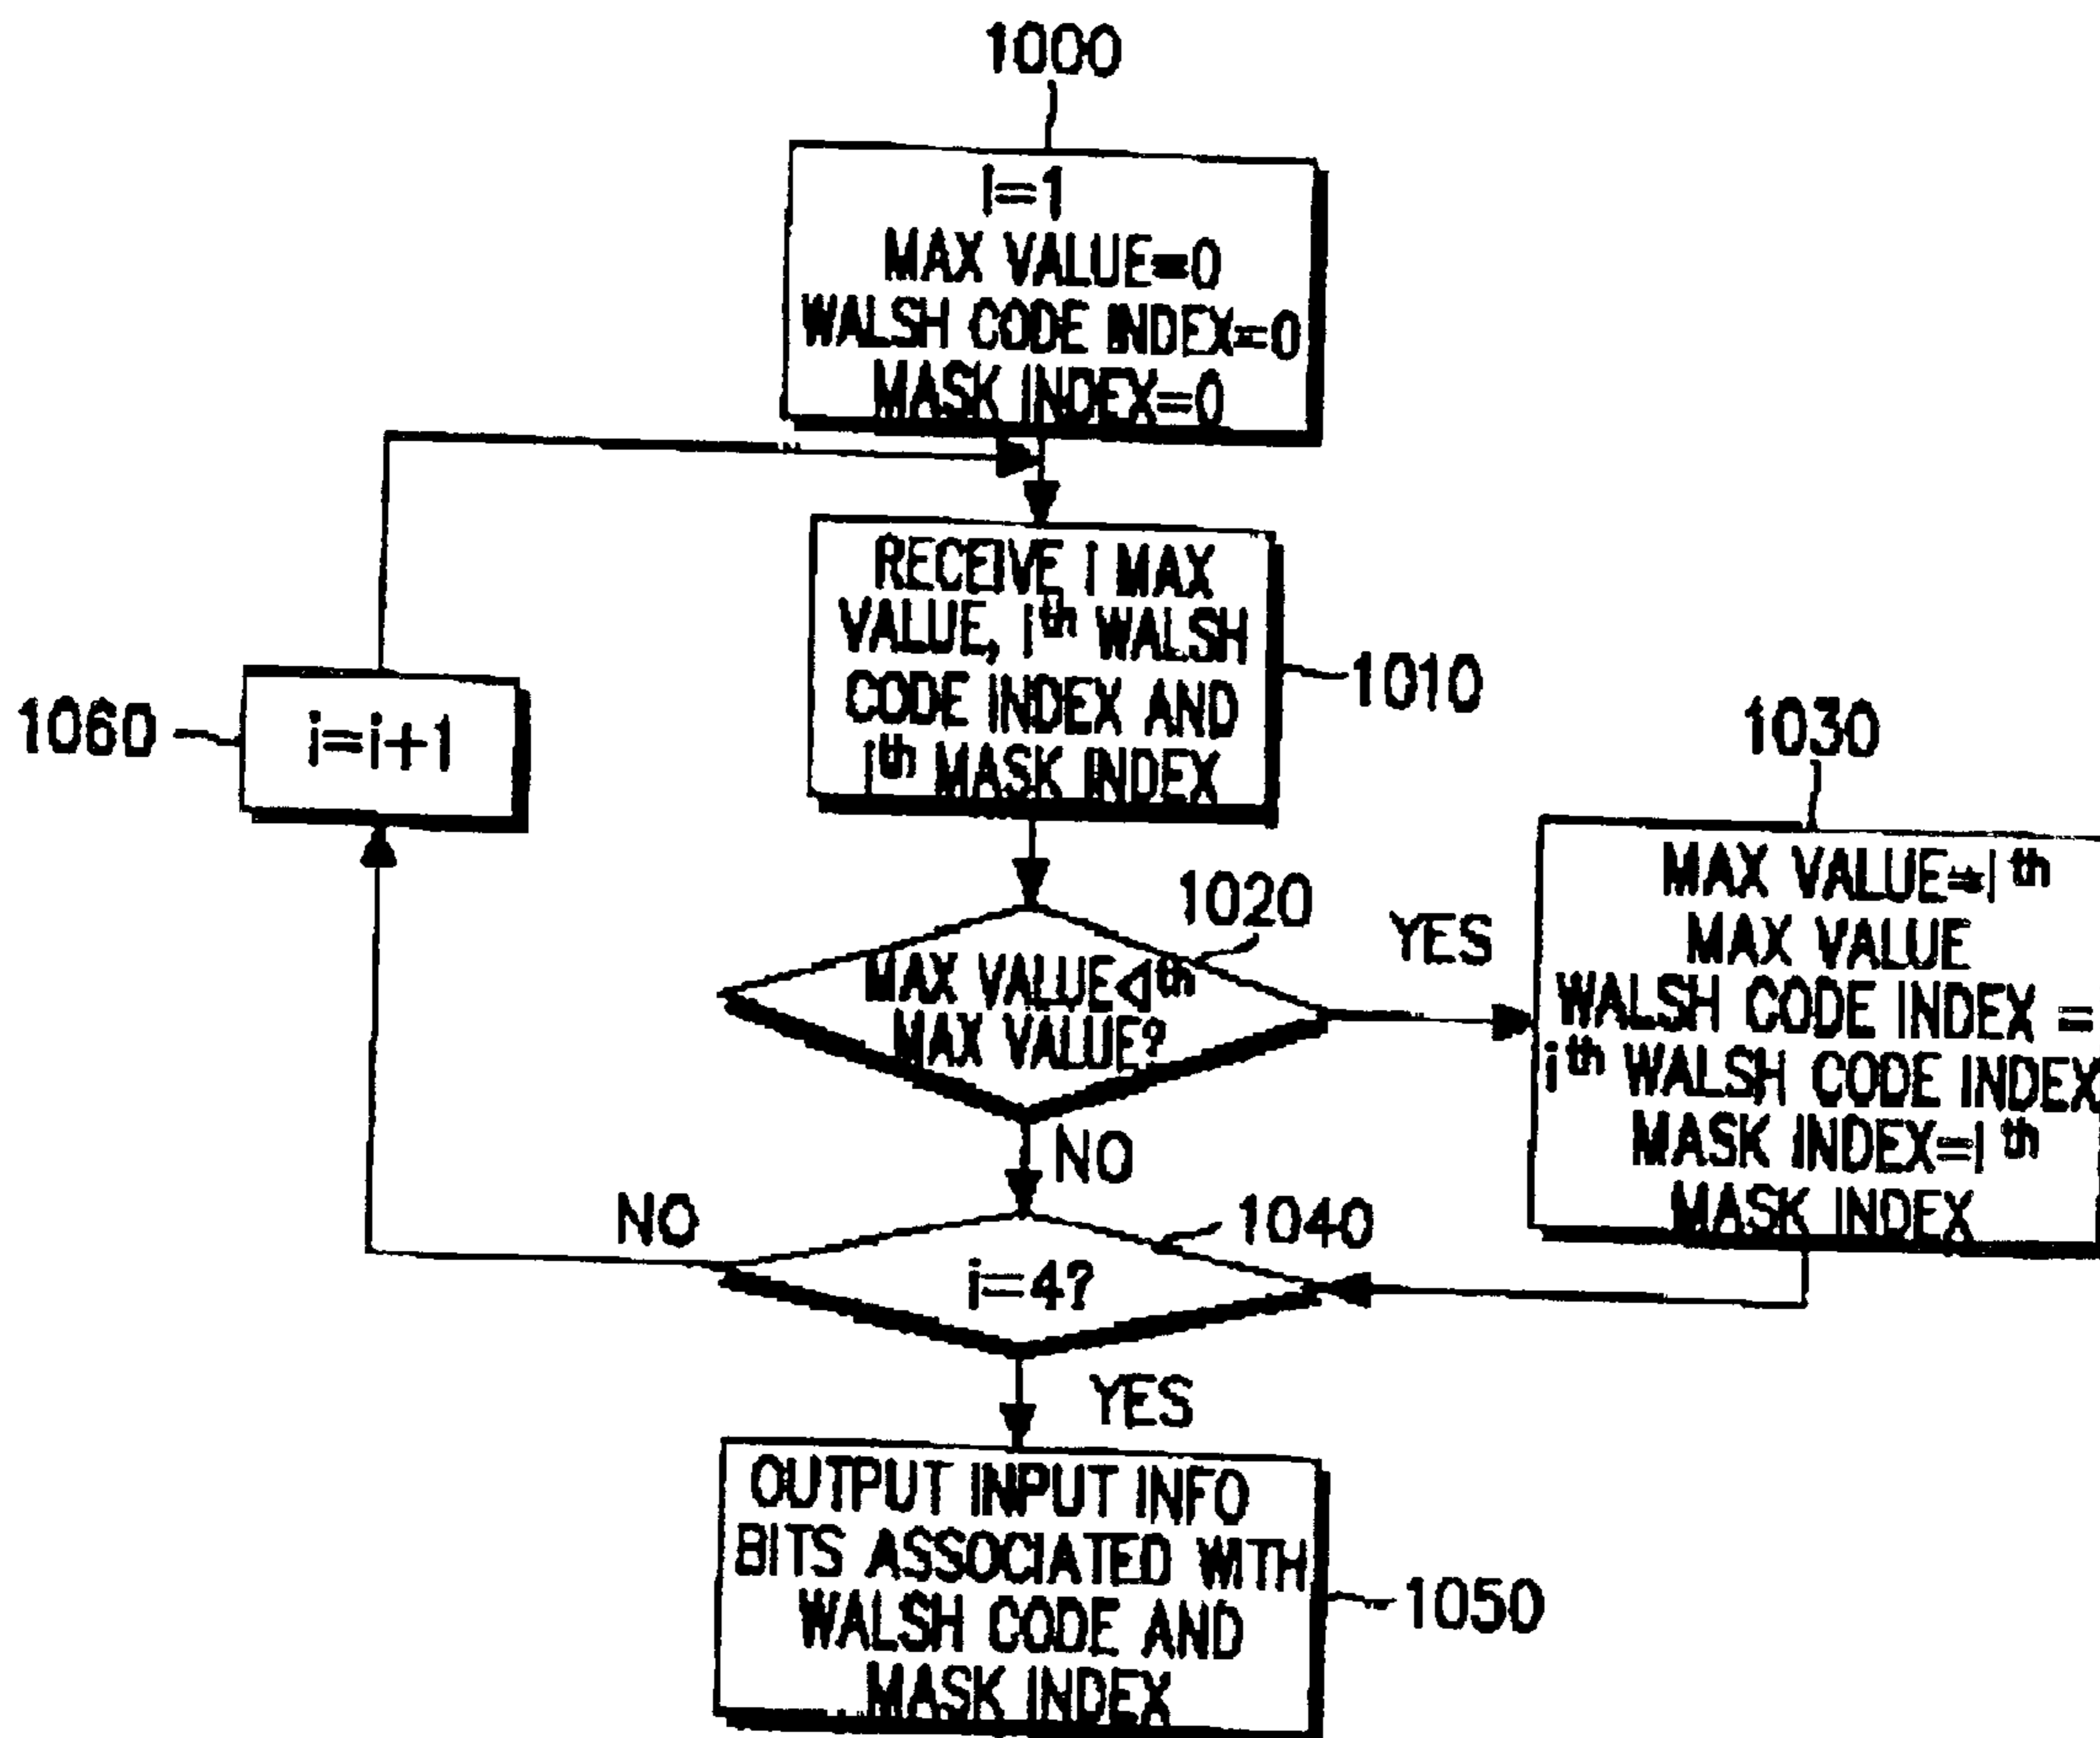 1000
i=1
MAX VALUE=0
WALSH CODE INDEX=0
MASK INDEX=0
RECEIVE i MAX
VALUE, ith WALSH
CODE INDEX AND
ith MASK INDEX
1010
1060
i=i+1
1020
MAX VALUE<ith
MAX VALUE?
YES
NO
1030
MAX VALUE=ith
MAX VALUE
WALSH CODE INDEX =
ith WALSH CODE INDEX
MASK INDEX=ith
MASK INDEX
1040
i=4?
NO
YES
OUTPUT INPUT INFO
BITS ASSOCIATED WITH
WALSH CODE AND
MASK INDEX
1050